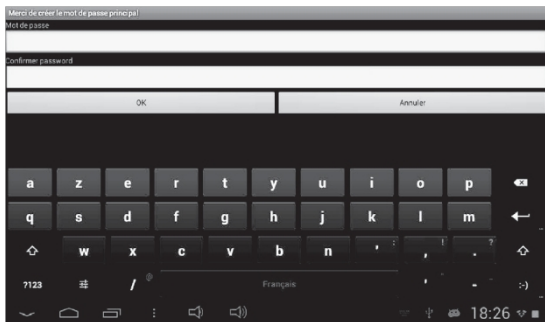 Merci de créer le mot de passe principal
Mot de passe
Confirmer password
OK Annuler
a z e r t y u i o p
q s d f g h j k l m
w x c v b n ' : , ! . ?
?123 / @ Français ' - :-)
18:26